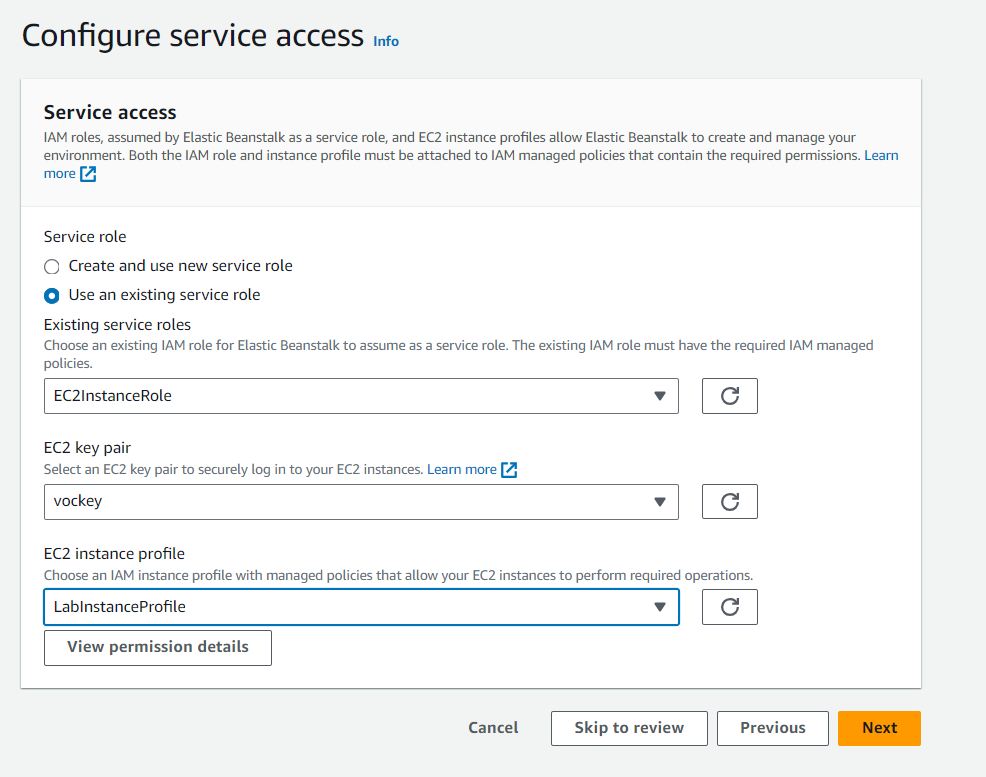 Configure service access Info
Service access
IAM roles, assumed by Elastic Beanstalk as a service role, and EC2 instance profiles allow Elastic Beanstalk to create and manage your
environment. Both the IAM role and instance profile must be attached to IAM managed policies that contain the required permissions. Learn
more
Service role
Create and use new service role
Use an existing service role
Existing service roles
Choose an existing IAM role for Elastic Beanstalk to assume as a service role. The existing IAM role must have the required IAM managed
policies.
EC2InstanceRole
EC2 key pair
Select an EC2 key pair to securely log in to your EC2 instances. Learn more
vockey
EC2 instance profile
Choose an IAM instance profile with managed policies that allow your EC2 instances to perform required operations.
LabInstanceProfile
View permission details
Cancel Skip to review Previous Next